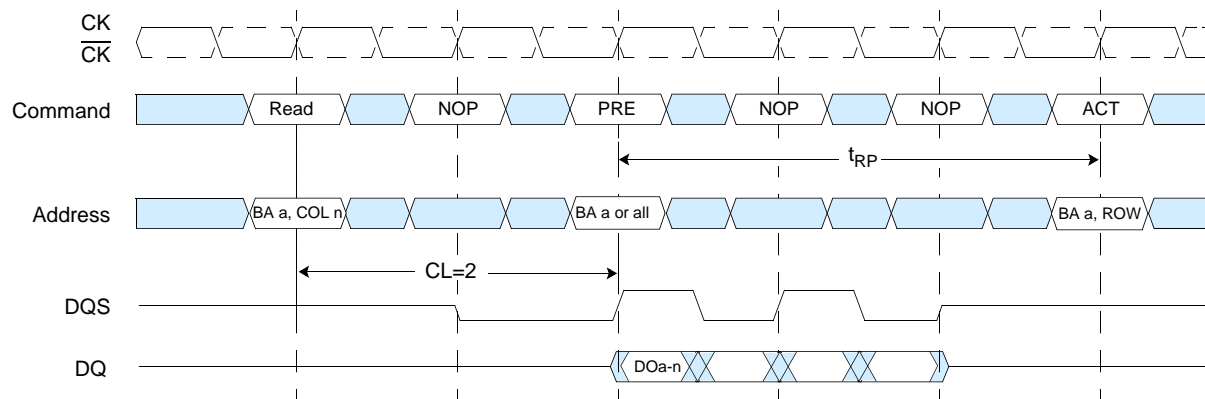 CK
CK
Command Read NOP PRE NOP NOP ACT
tRP
Address BA a, COL n BA a or all BA a, ROW
CL=2
DQS
DQ DOa-n